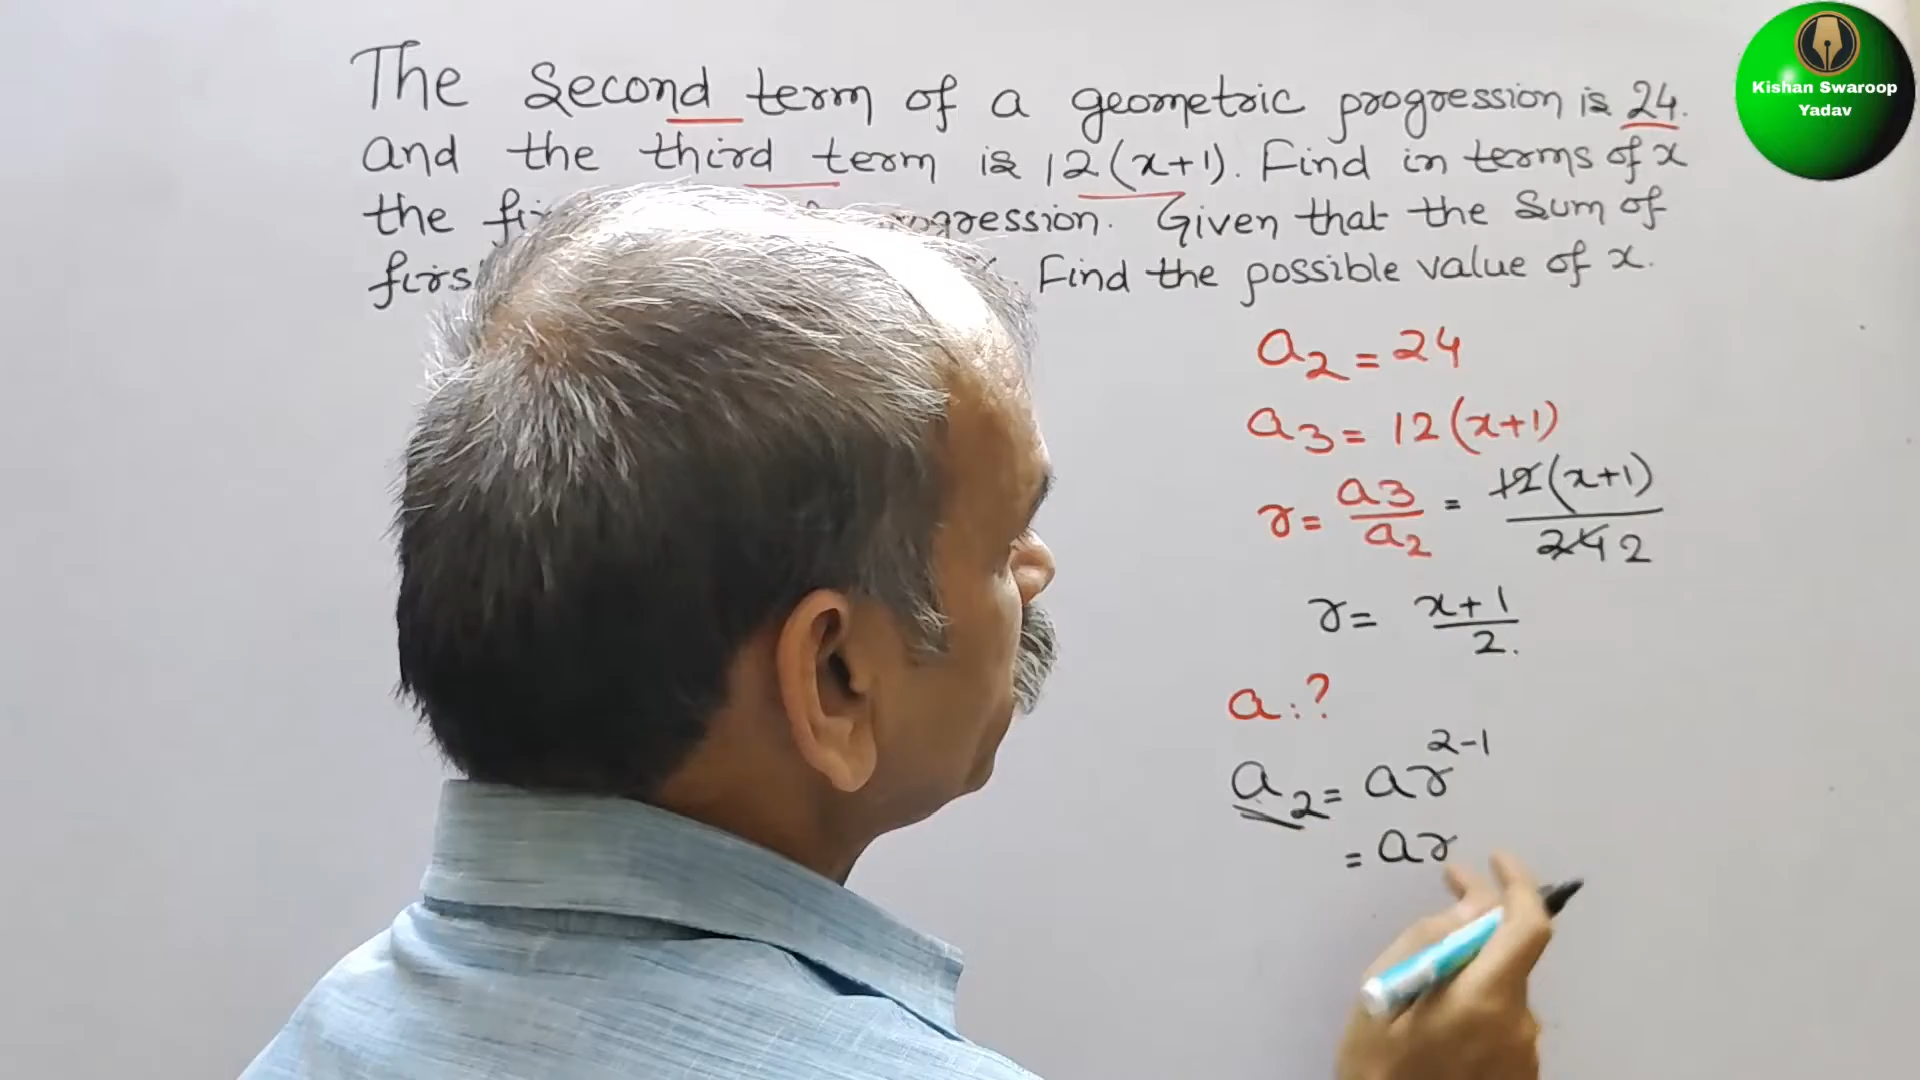 The second term of a geometric progression is 24.
and the third term is 12(x+1). Find in terms of x
the ogression. Given that the sum of
Find the possible value of x.
a₂ = 24
a₃ = 12(x+1)
r = a3/a₂ = 12(x+1)/24 2
r = x+1/2.
a:?
a₂ = ar²⁻¹
= ar
Kishan Swaroop
Yadav